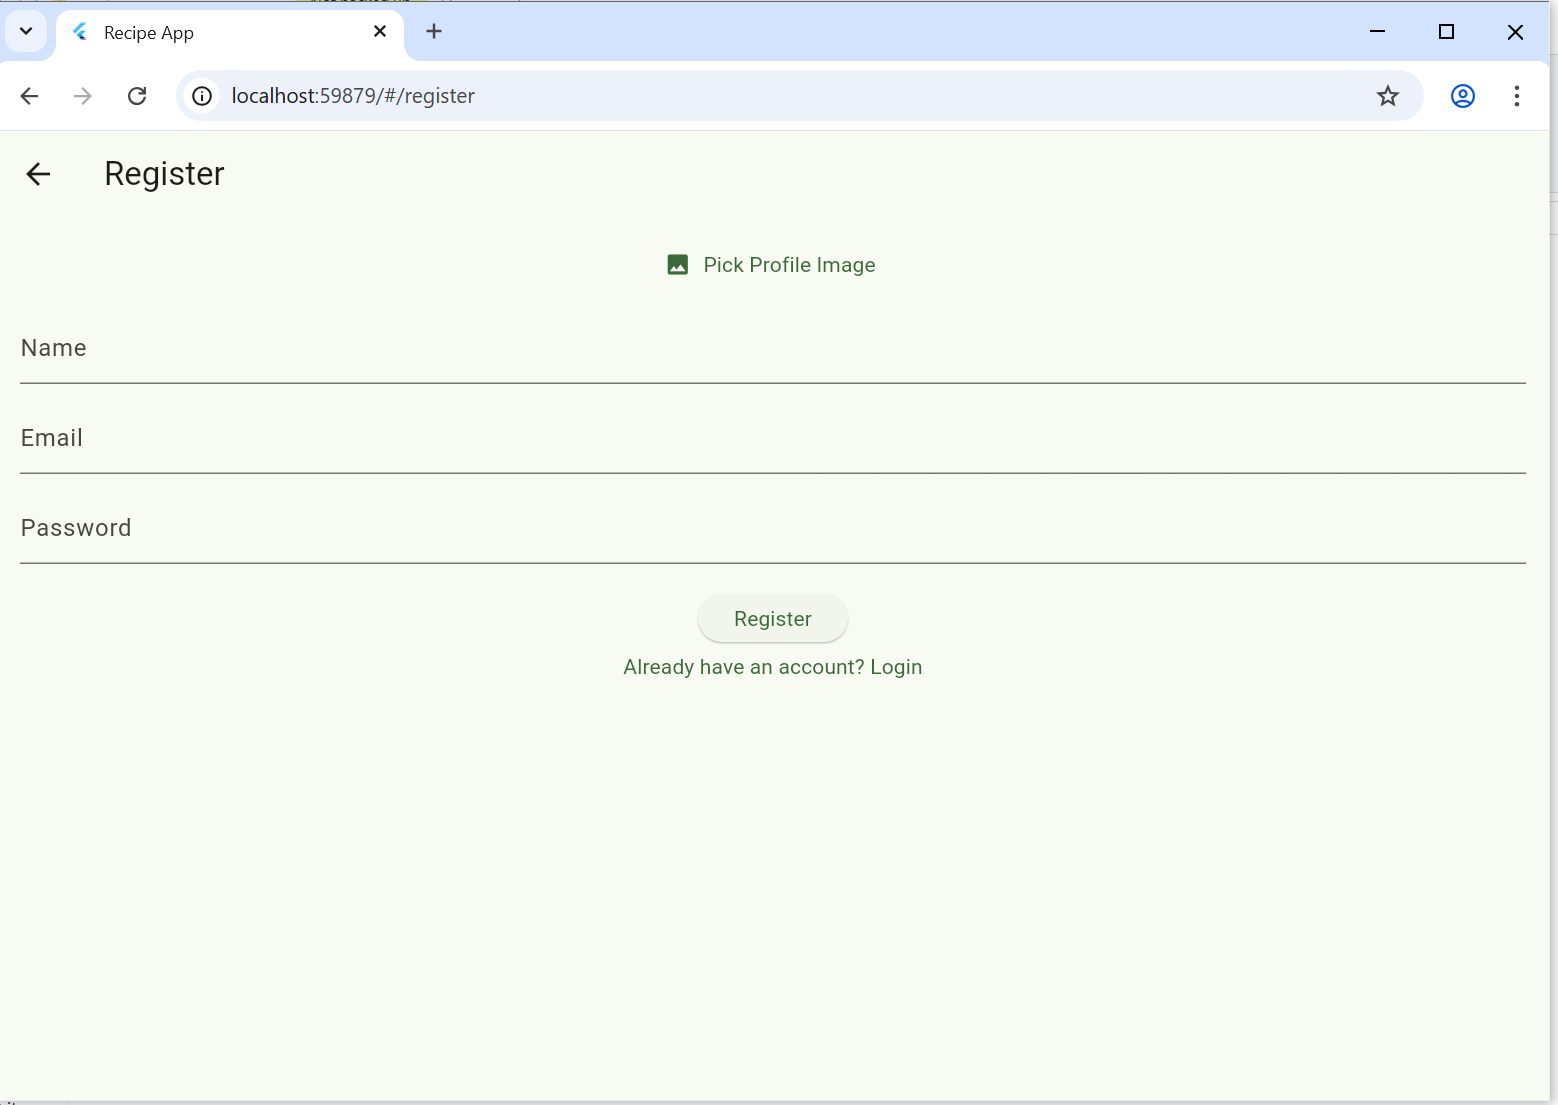 Recipe App
localhost:59879/#/register
Register
Pick Profile Image
Name
Email
Password
Register
Already have an account? Login